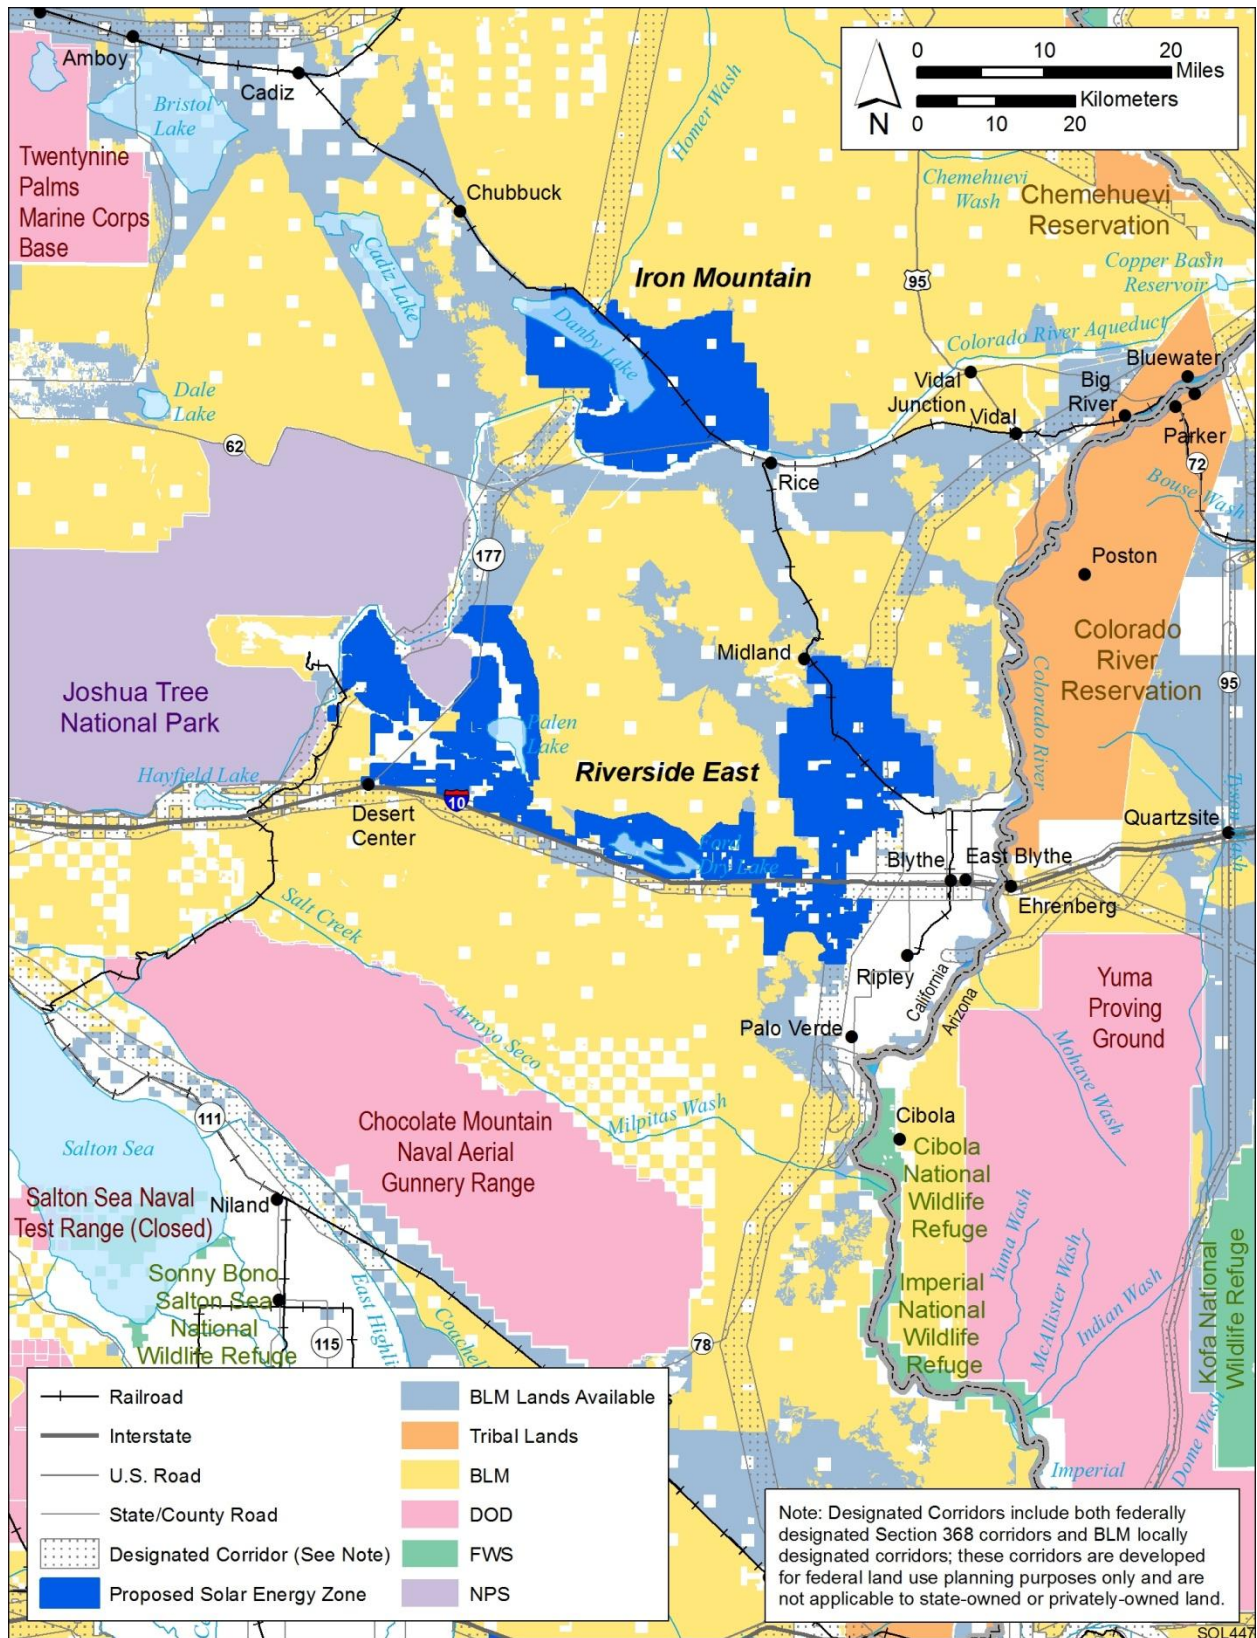 0 10 20
Miles
Kilometers
N 0 10 20
Amboy
Cadiz
Bristol
Lake
Homer Wash
Twentynine
Palms
Marine Corps
Base
Chemehuevi
Wash
Chemehuevi
Reservation
Chubbuck
Cadiz Lake
Iron Mountain
95
Copper Basin
Reservoir
Danby Lake
Colorado River Aqueduct
Bluewater
Dale
Lake
Vidal
Junction
Big
River
Vidal
Parker
62
Rice
72
Bouse Wash
177
Poston
Midland
Colorado
River
Reservation
Joshua Tree
National Park
Colorado River
95
Palen
Lake
Hayfield Lake
Riverside East
10
Desert
Center
Tyson Wash
Quartzsite
Ford
Dry Lake
Blythe
East Blythe
Ehrenberg
Salt Creek
Ripley
California
Arizona
Yuma
Proving
Ground
Arroyo Seco
Palo Verde
Mohave Wash
111
Chocolate Mountain
Naval Aerial
Gunnery Range
Milpitas Wash
Cibola
Salton Sea
Cibola
National
Wildlife
Refuge
Salton Sea Naval
Test Range (Closed)
Niland
Yuma Wash
McAllister Wash
Indian Wash
Kofa National
Wildlife Refuge
Sonny Bono
Salton Sea
National
Wildlife Refuge
East Highli
Coachel
Imperial
National
Wildlife
Refuge
115
78
Dome Wash
Imperial
Railroad
Interstate
U.S. Road
State/County Road
Designated Corridor (See Note)
Proposed Solar Energy Zone
BLM Lands Available
Tribal Lands
BLM
DOD
FWS
NPS
Note: Designated Corridors include both federally
designated Section 368 corridors and BLM locally
designated corridors; these corridors are developed
for federal land use planning purposes only and are
not applicable to state-owned or privately-owned land.
SOL447